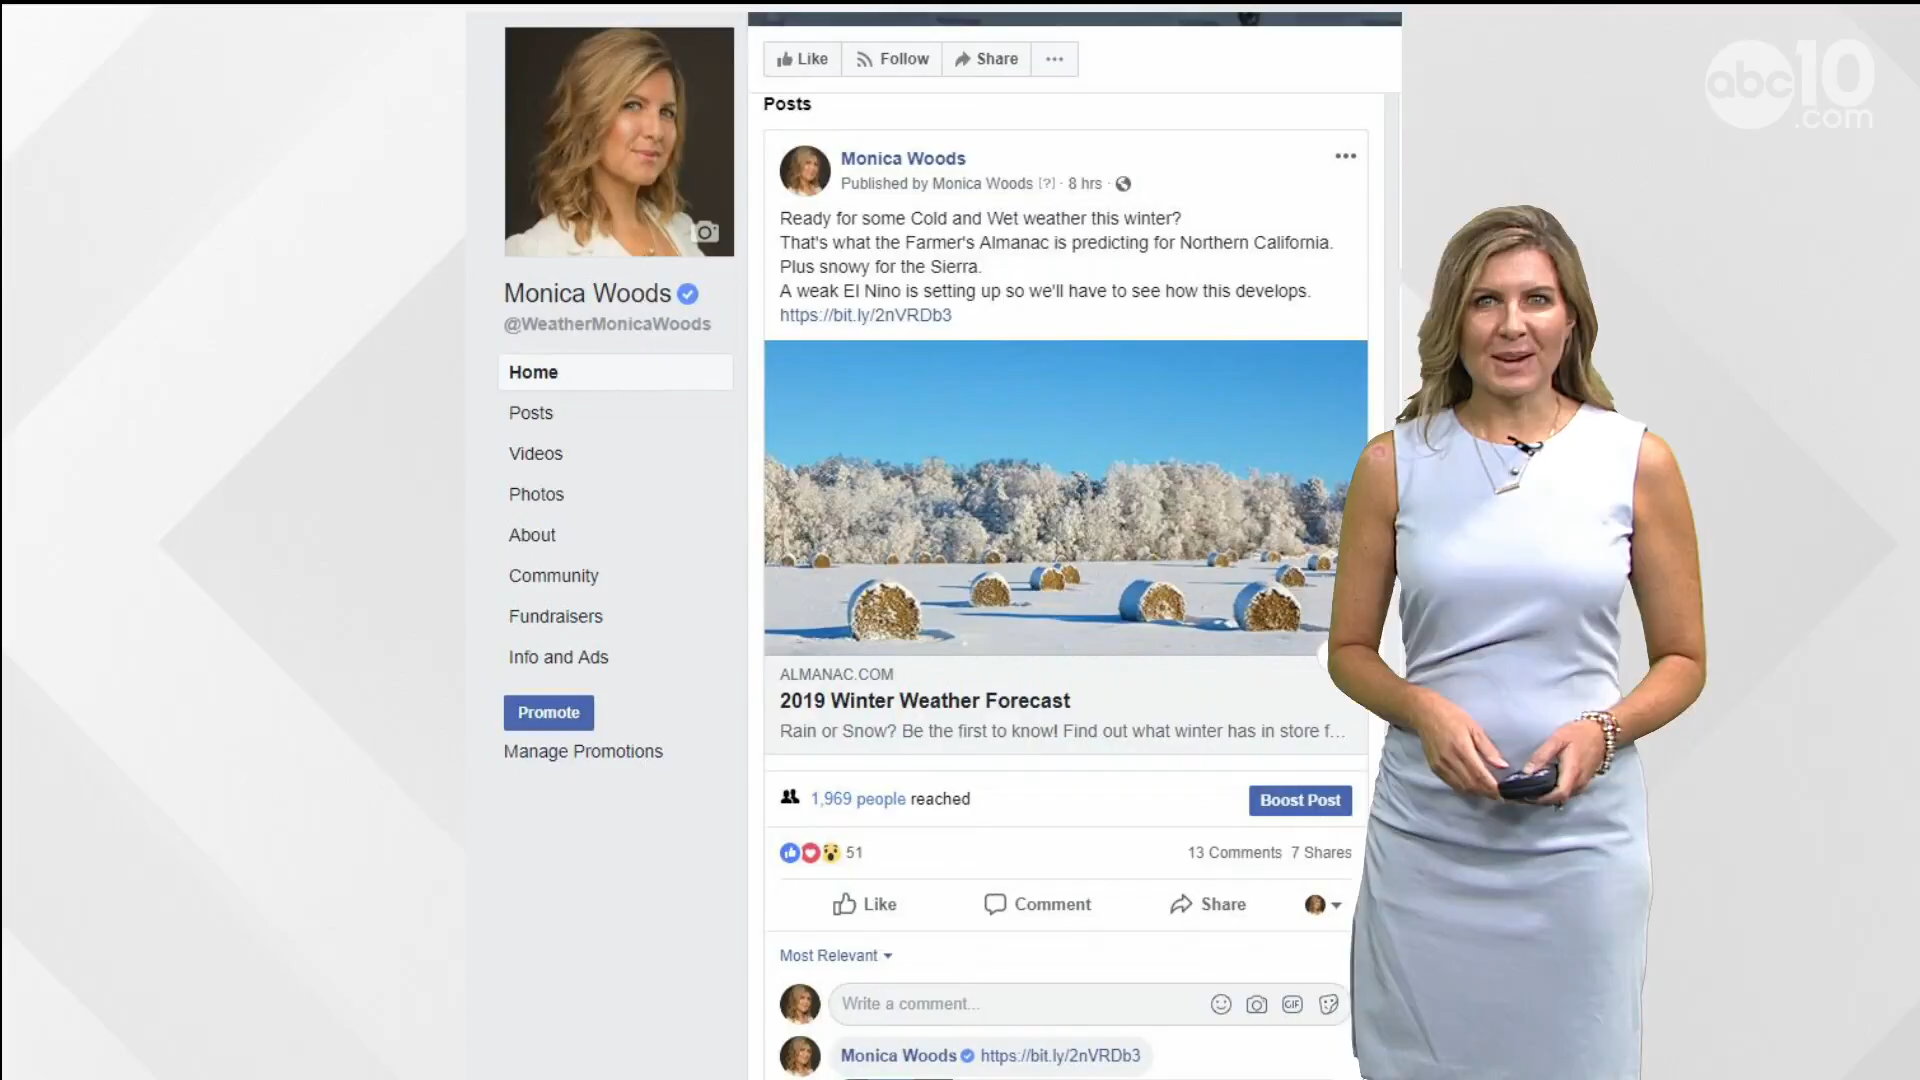 abc10
.com
Like Follow Share
Posts
Monica Woods
Published by Monica Woods [?] · 8 hrs ·
Ready for some Cold and Wet weather this winter?
That's what the Farmer's Almanac is predicting for Northern California.
Plus snowy for the Sierra.
A weak El Nino is setting up so we'll have to see how this develops.
https://bit.ly/2nVRDb3
Monica Woods
@WeatherMonicaWoods
Home
Posts
Videos
Photos
About
Community
Fundraisers
Info and Ads
Promote
Manage Promotions
ALMANAC.COM
2019 Winter Weather Forecast
Rain or Snow? Be the first to know! Find out what winter has in store f...
1,969 people reached
Boost Post
51
13 Comments 7 Shares
Like Comment Share
Most Relevant
Write a comment...
GIF
Monica Woods https://bit.ly/2nVRDb3